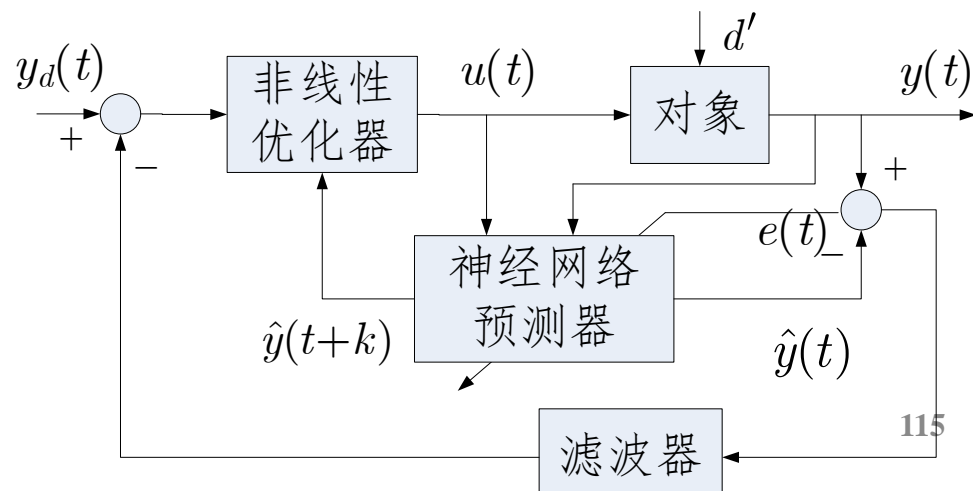 d′
y_d(t)
非线性
优化器
u(t)
对象
y(t)
+
−
+
e(t)
−
神经网络
预测器
ŷ(t+k)
ŷ(t)
115
滤波器